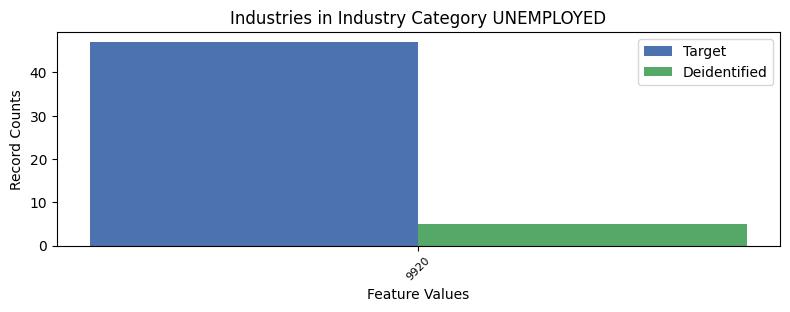 Industries in Industry Category UNEMPLOYED
Target
Deidentified
Record Counts
40
30
20
10
0
9920
Feature Values